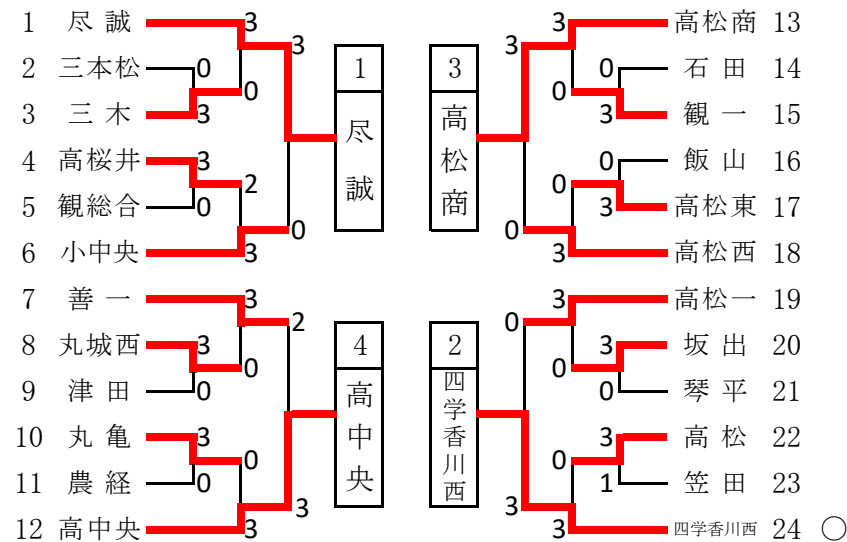 1 尽 誠 3 3 3 3 高松商 13
2 三本松 0 1 3 0 石 田 14
0 0
3 三 木 3 尽誠 高松商 3 観 一 15
4 高桜井 3 0 飯 山 16
2 0
5 観総合 0 3 高松東 17
0 0
6 小中央 3 3 高松西 18
7 善 一 3 2 0 3 高松一 19
8 丸城西 3 4 2 3 坂 出 20
0 0
9 津 田 0 高中央 四学香川西 0 琴 平 21
10 丸 亀 3 3 高 松 22
0 0
11 農 経 0 1 笠 田 23
3 3
12 高中央 3 3 四学香川西 24 ○